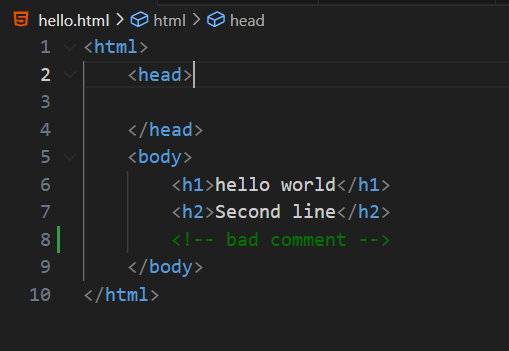 hello.html > html > head
1 <html>
2     <head>
3
4     </head>
5     <body>
6         <h1>hello world</h1>
7         <h2>Second line</h2>
8         <!-- bad comment -->
9     </body>
10 </html>